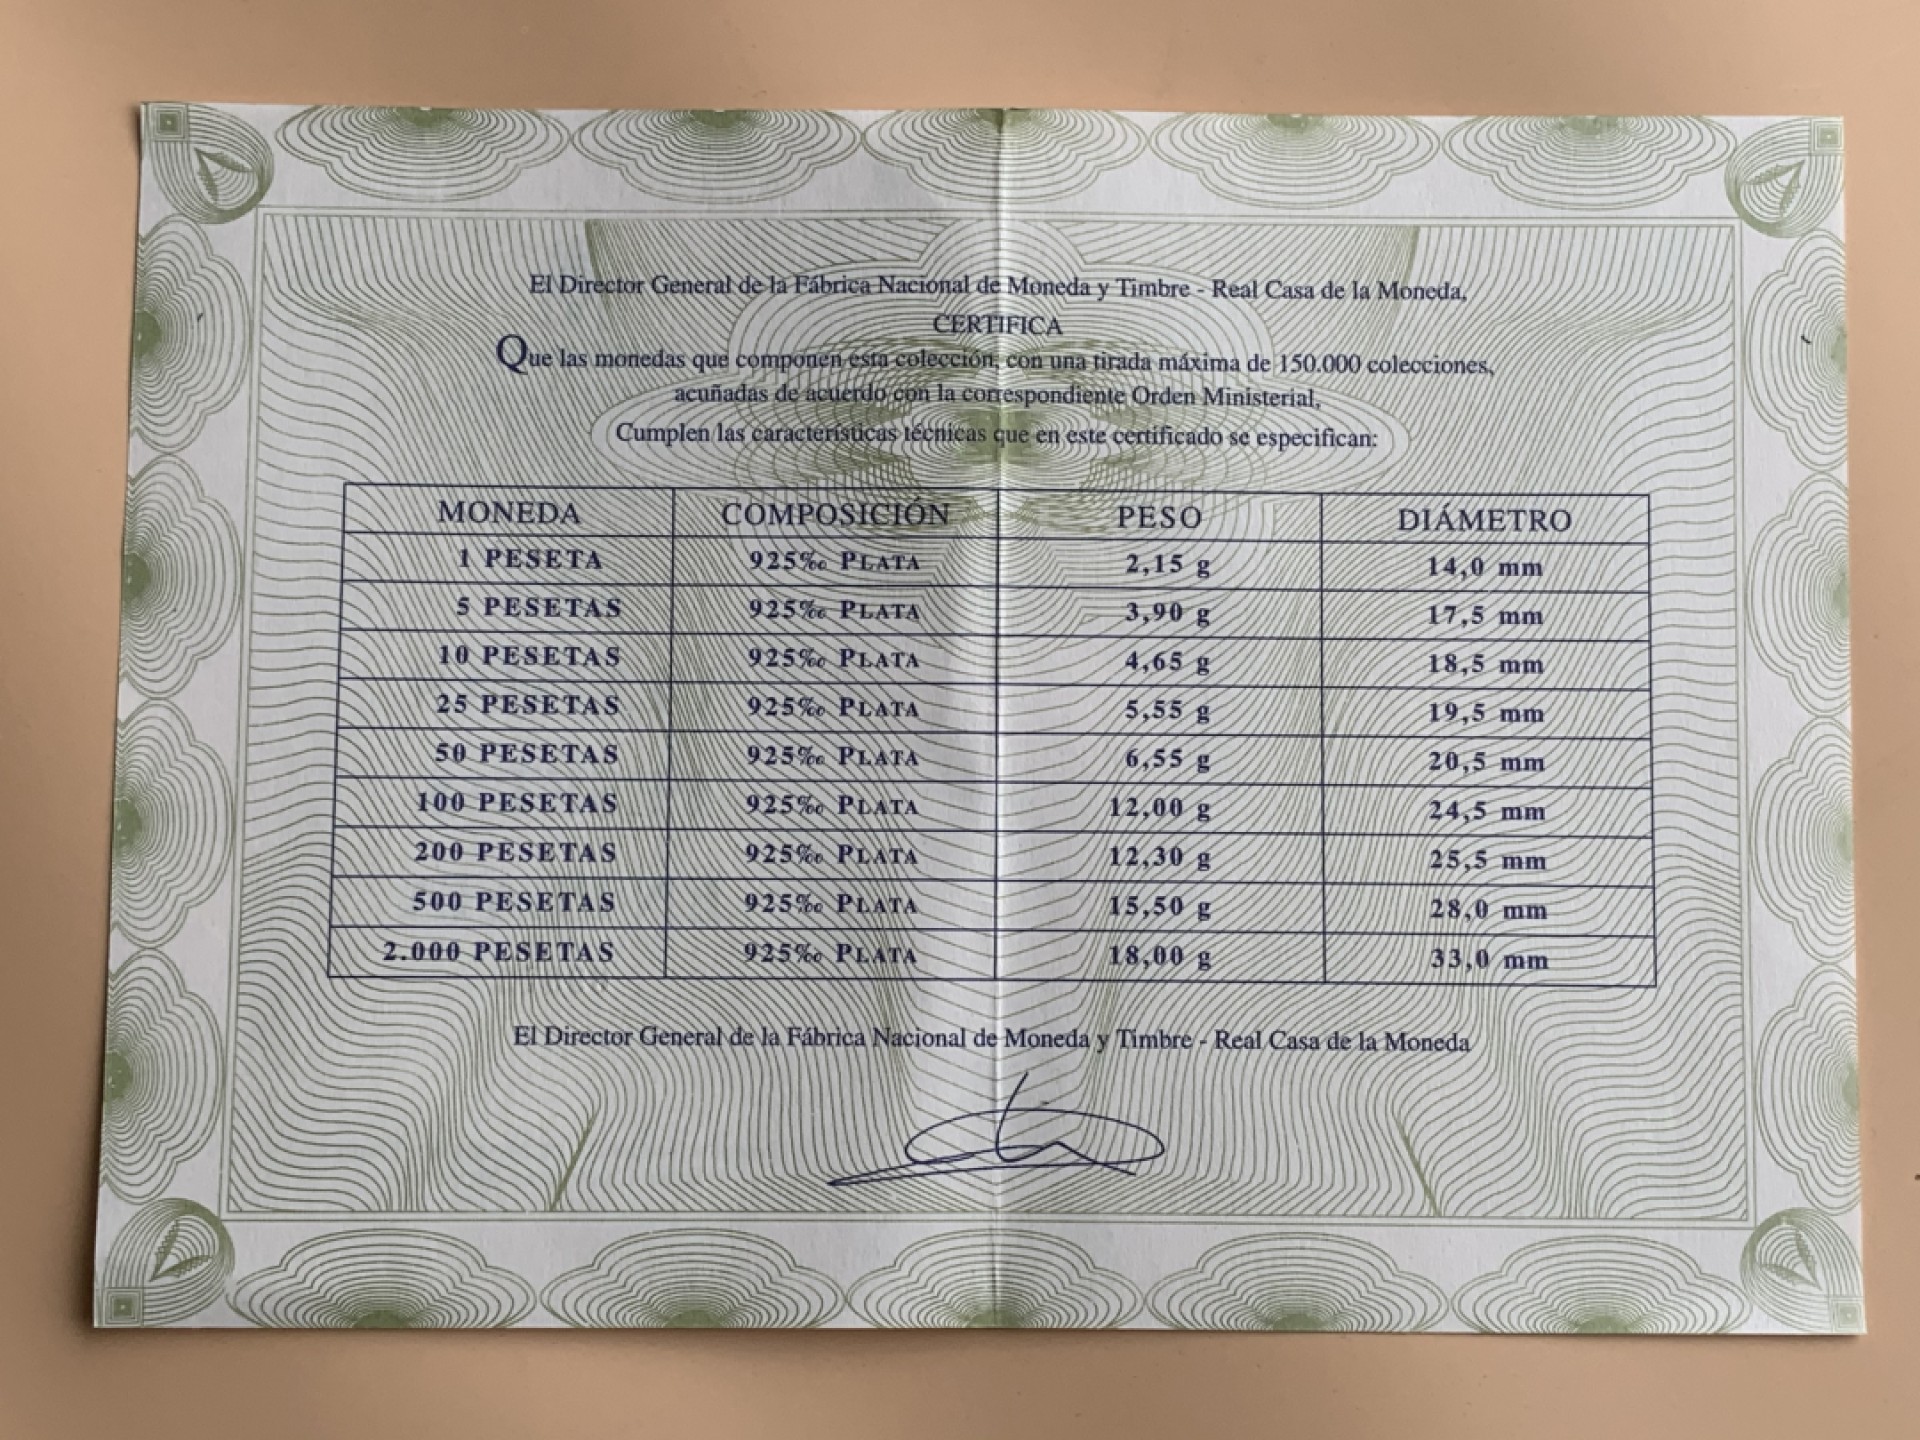 El Director General de la Fábrica Nacional de Moneda y Timbre - Real Casa de la Moneda,
CERTIFICA
Que las monedas que componen esta colección, con una tirada máxima de 150.000 colecciones,
acuñadas de acuerdo con la correspondiente Orden Ministerial,
Cumplen las características técnicas que en este certificado se especifican:
MONEDA COMPOSICIÓN PESO DIÁMETRO
1 PESETA 925‰ PLATA 2,15 g 14,0 mm
5 PESETAS 925‰ PLATA 3,90 g 17,5 mm
10 PESETAS 925‰ PLATA 4,65 g 18,5 mm
25 PESETAS 925‰ PLATA 5,55 g 19,5 mm
50 PESETAS 925‰ PLATA 6,55 g 20,5 mm
100 PESETAS 925‰ PLATA 12,00 g 24,5 mm
200 PESETAS 925‰ PLATA 12,30 g 25,5 mm
500 PESETAS 925‰ PLATA 15,50 g 28,0 mm
2.000 PESETAS 925‰ PLATA 18,00 g 33,0 mm
El Director General de la Fábrica Nacional de Moneda y Timbre - Real Casa de la Moneda